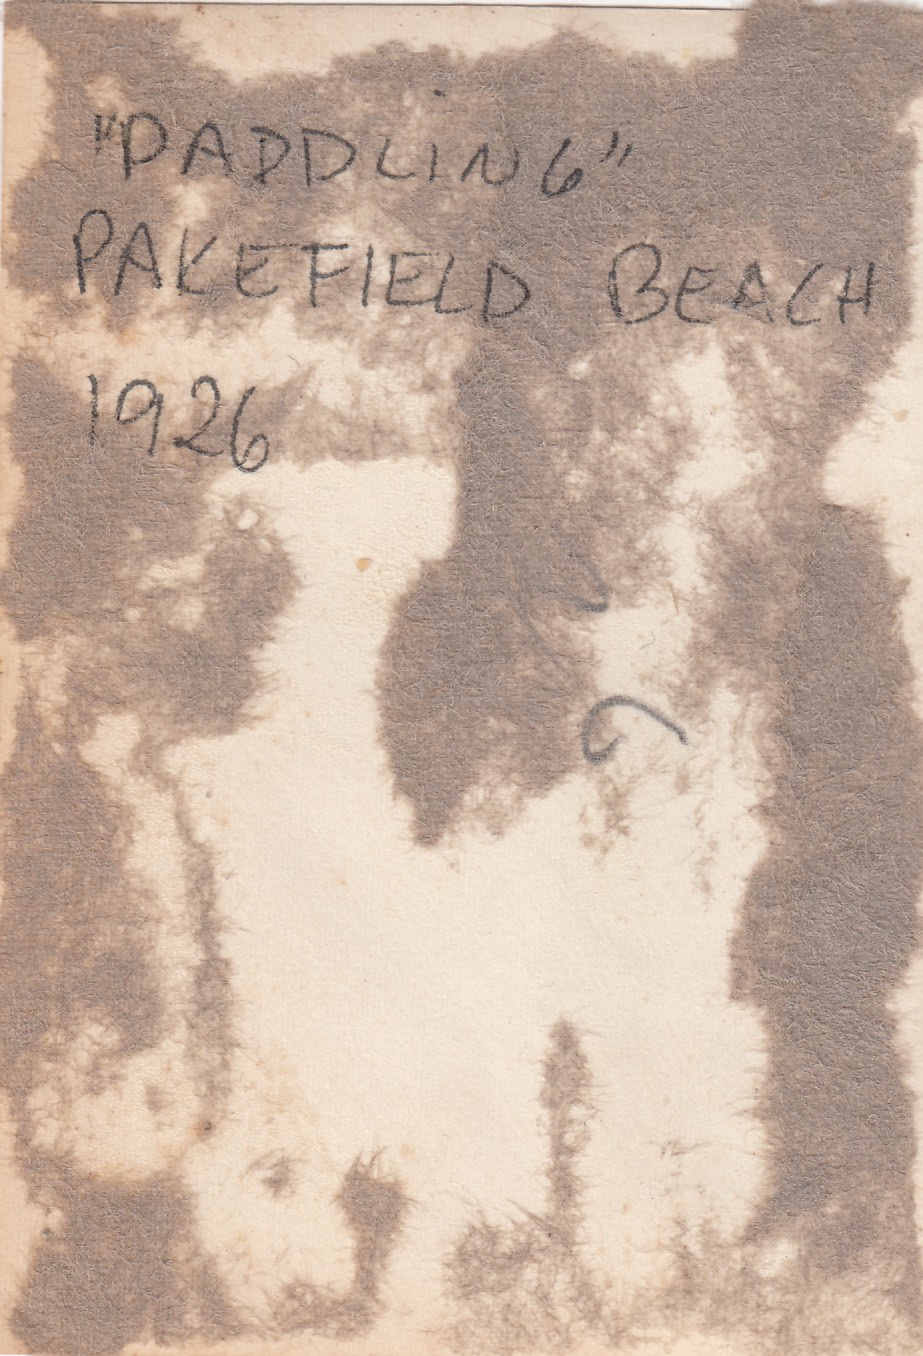 "PADDLING"
PAKEFIELD BEACH
1926